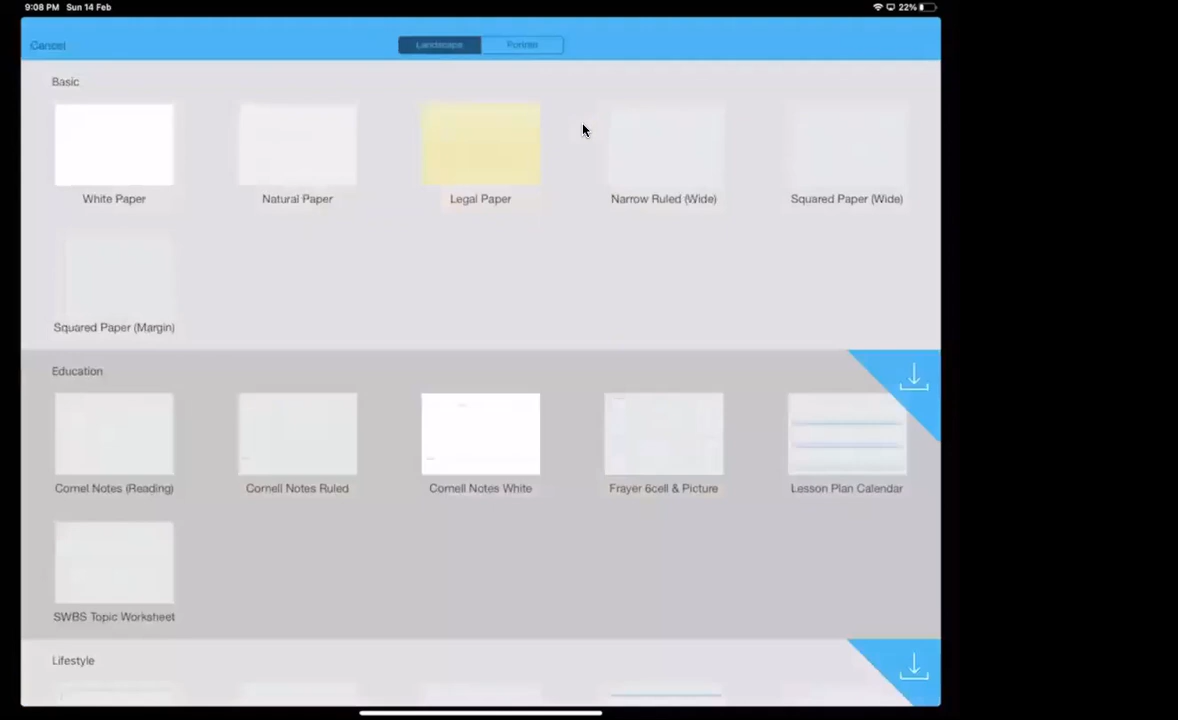 9:08 PM Sun 14 Feb 22%
Cancel Landscape Portrait
Basic
White Paper Natural Paper Legal Paper Narrow Ruled (Wide) Squared Paper (Wide)
Squared Paper (Margin)
Education
Cornel Notes (Reading) Cornell Notes Ruled Cornell Notes White Frayer 6cell & Picture Lesson Plan Calendar
SWBS Topic Worksheet
Lifestyle